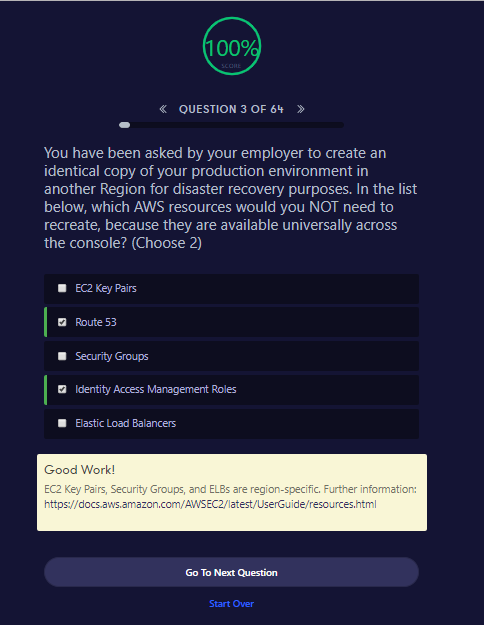 100%
SCORE
« QUESTION 3 OF 64 »
You have been asked by your employer to create an
identical copy of your production environment in
another Region for disaster recovery purposes. In the list
below, which AWS resources would you NOT need to
recreate, because they are available universally across
the console? (Choose 2)
EC2 Key Pairs
Route 53
Security Groups
Identity Access Management Roles
Elastic Load Balancers
Good Work!
EC2 Key Pairs, Security Groups, and ELBs are region-specific. Further information:
https://docs.aws.amazon.com/AWSEC2/latest/UserGuide/resources.html
Go To Next Question
Start Over